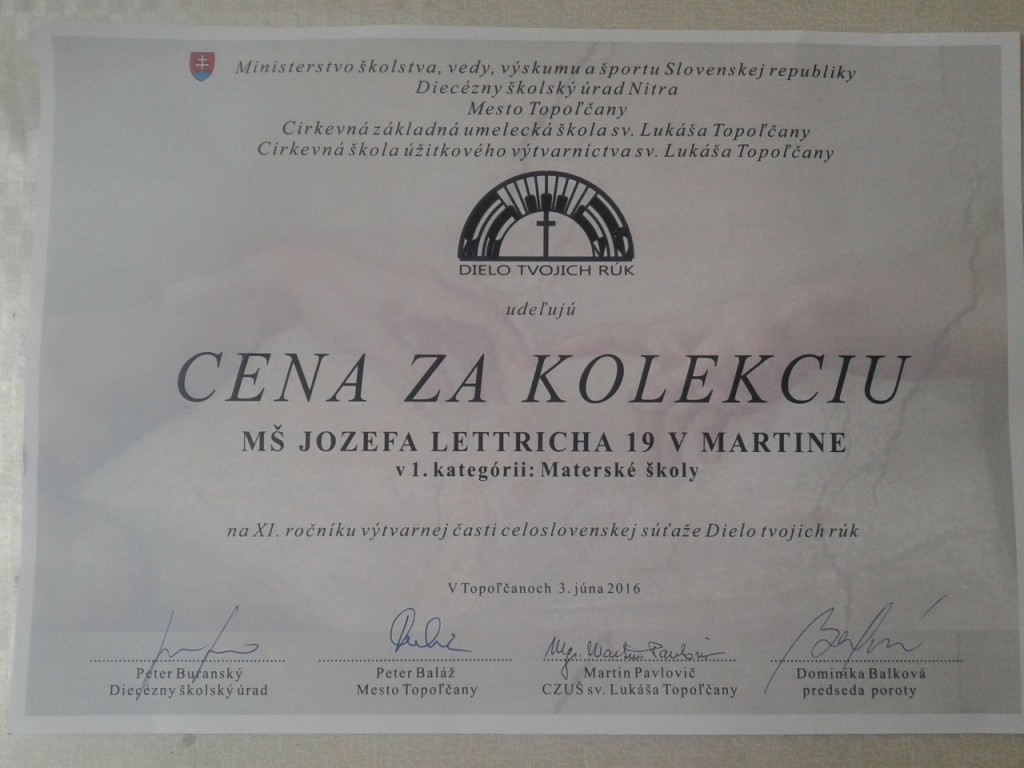 Ministerstvo školstva, vedy, výskumu a športu Slovenskej republiky
Diecézny školský úrad Nitra
Mesto Topoľčany
Cirkevná základná umelecká škola sv. Lukáša Topoľčany
Cirkevná škola úžitkového výtvarníctva sv. Lukáša Topoľčany
DIELO TVOJICH RÚK
udeľujú
CENA ZA KOLEKCIU
MŠ JOZEFA LETTRICHA 19 V MARTINE
v 1. kategórii: Materské školy
na XI. ročníku výtvarnej časti celoslovenskej súťaže Dielo tvojich rúk
V Topoľčanoch 3. júna 2016
Mgr. Martin Pavlovič
Peter Buranský Peter Baláž Martin Pavlovič Dominika Balková
Diecézny školský úrad Mesto Topoľčany CZUŠ sv. Lukáša Topoľčany predseda poroty